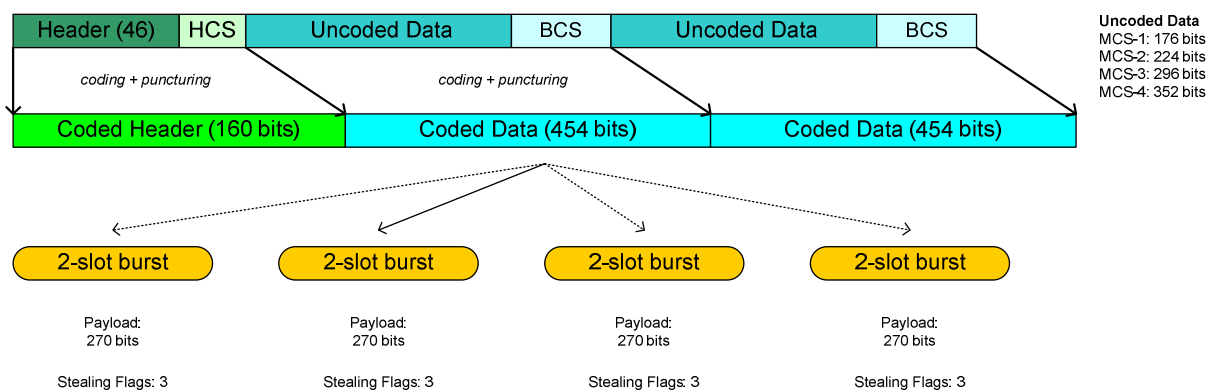 Header (46)
HCS
Uncoded Data
BCS
Uncoded Data
BCS
Uncoded Data
MCS-1: 176 bits
MCS-2: 224 bits
MCS-3: 296 bits
MCS-4: 352 bits
coding + puncturing
coding + puncturing
Coded Header (160 bits)
Coded Data (454 bits)
Coded Data (454 bits)
2-slot burst
2-slot burst
2-slot burst
2-slot burst
Payload:
270 bits
Payload:
270 bits
Payload:
270 bits
Payload:
270 bits
Stealing Flags: 3
Stealing Flags: 3
Stealing Flags: 3
Stealing Flags: 3